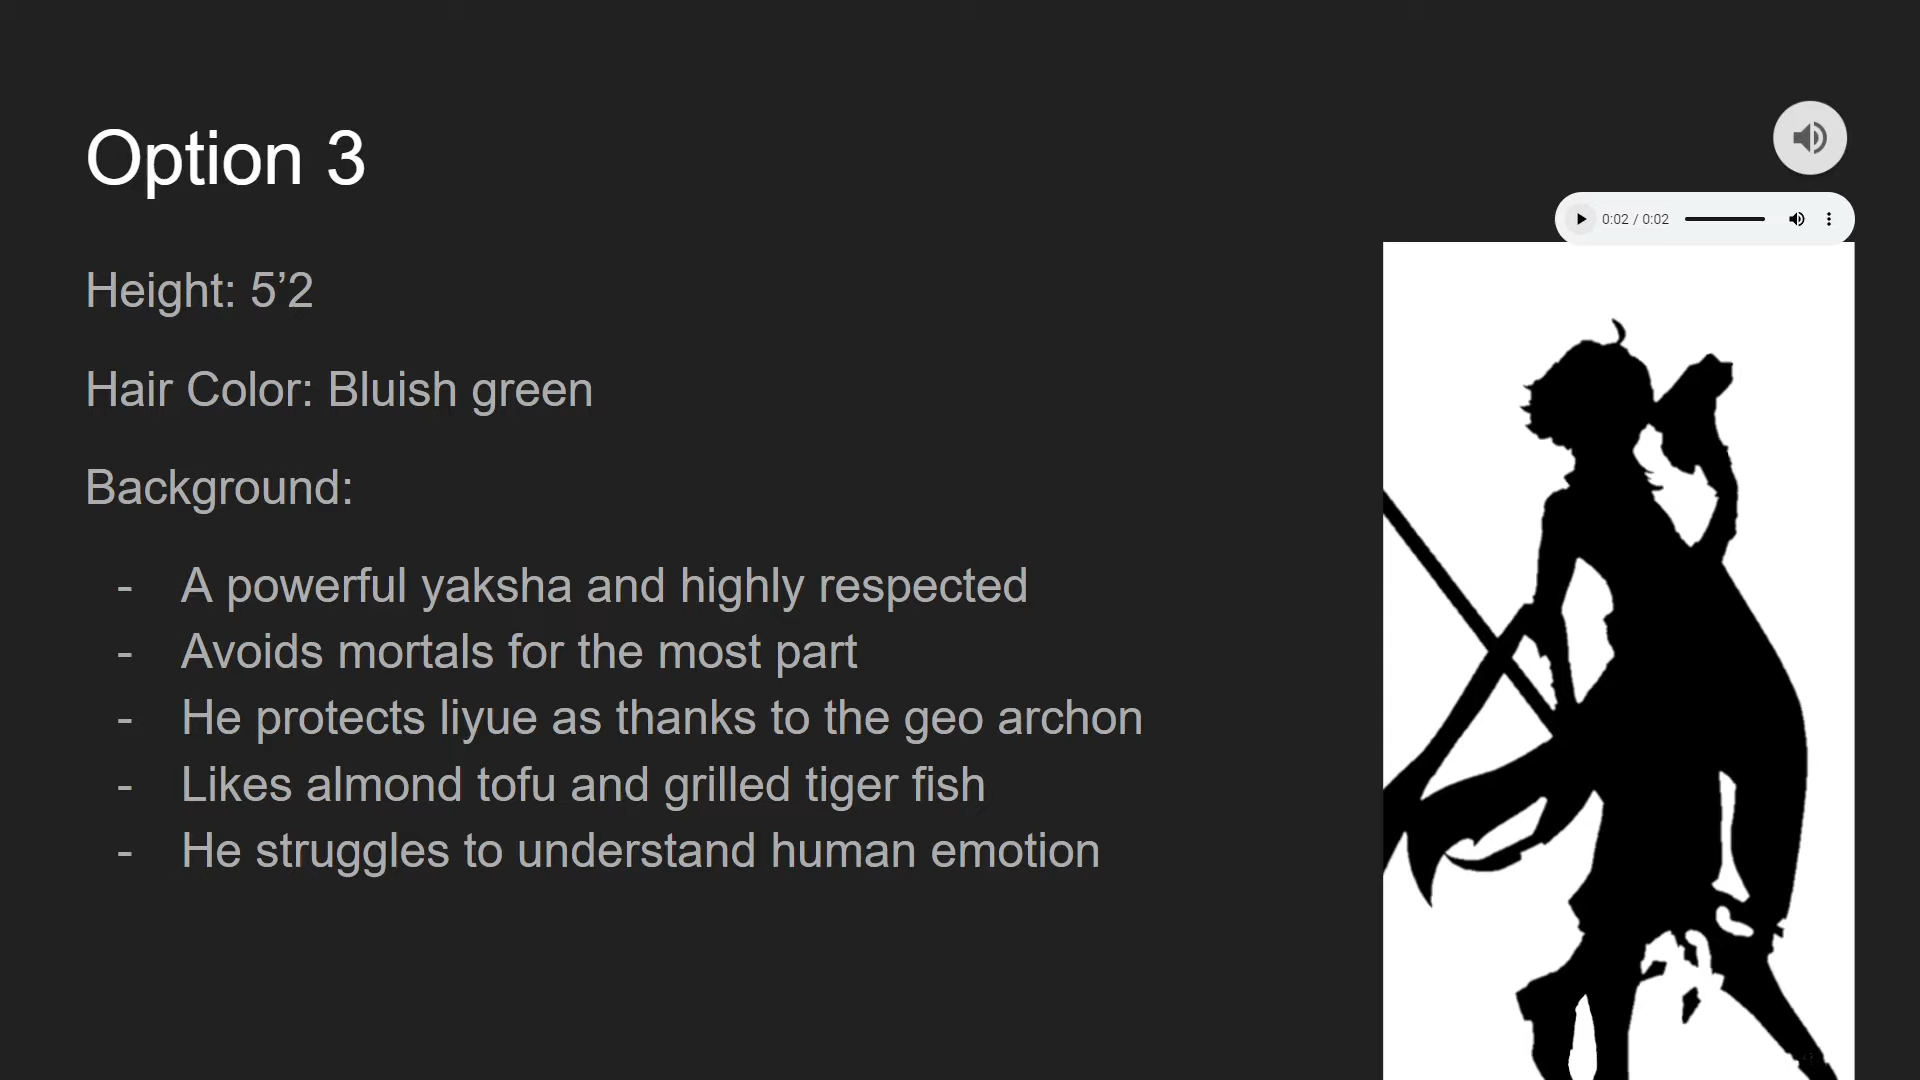 Option 3
0:02 / 0:02
Height: 5’2
Hair Color: Bluish green
Background:
- A powerful yaksha and highly respected
- Avoids mortals for the most part
- He protects liyue as thanks to the geo archon
- Likes almond tofu and grilled tiger fish
- He struggles to understand human emotion